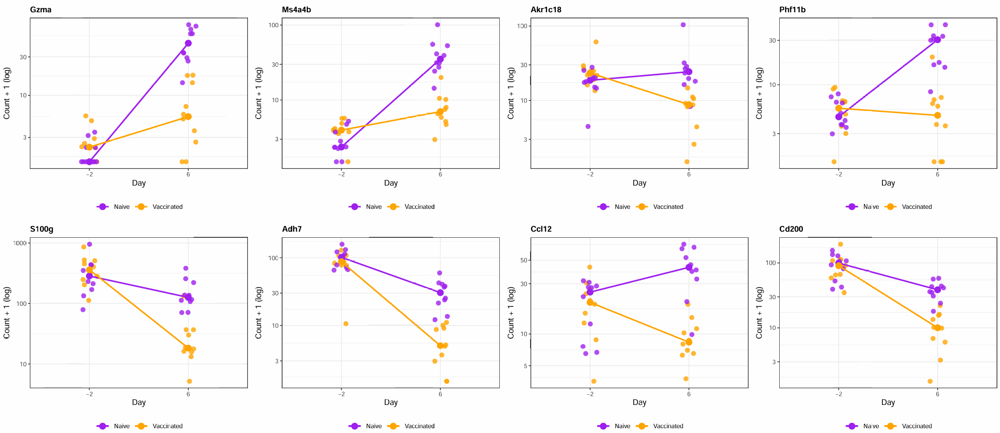 Gzma
Count + 1 (log)
30
10
3
−2
6
Day
Naive
Vaccinated
Ms4a4b
Count + 1 (log)
100
30
10
3
−2
6
Day
Naive
Vaccinated
Akr1c18
Count + 1 (log)
100
30
10
3
−2
6
Day
Naive
Vaccinated
Phf11b
Count + 1 (log)
30
10
3
−2
6
Day
Naive
Vaccinated
S100g
Count + 1 (log)
1000
100
10
−2
6
Day
Naive
Vaccinated
Adh7
Count + 1 (log)
100
30
10
3
−2
6
Day
Naive
Vaccinated
Ccl12
Count + 1 (log)
50
30
10
5
−2
6
Day
Naive
Vaccinated
Cd200
Count + 1 (log)
100
30
10
3
−2
6
Day
Naive
Vaccinated